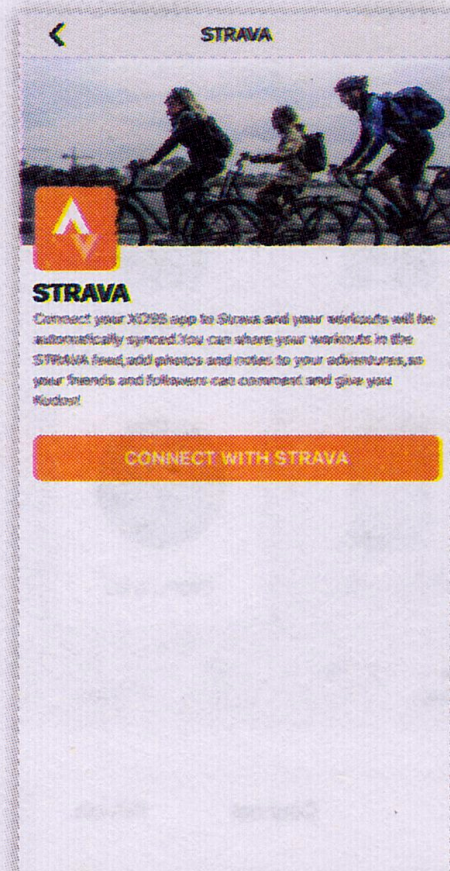 STRAVA
STRAVA
Connect your XOSS app to Strava and your workouts will be
automatically synced.You can share your workouts in the
STRAVA feed,add photos and notes to your adventures,so
your friends and followers can comment and give you
Kudos!
CONNECT WITH STRAVA